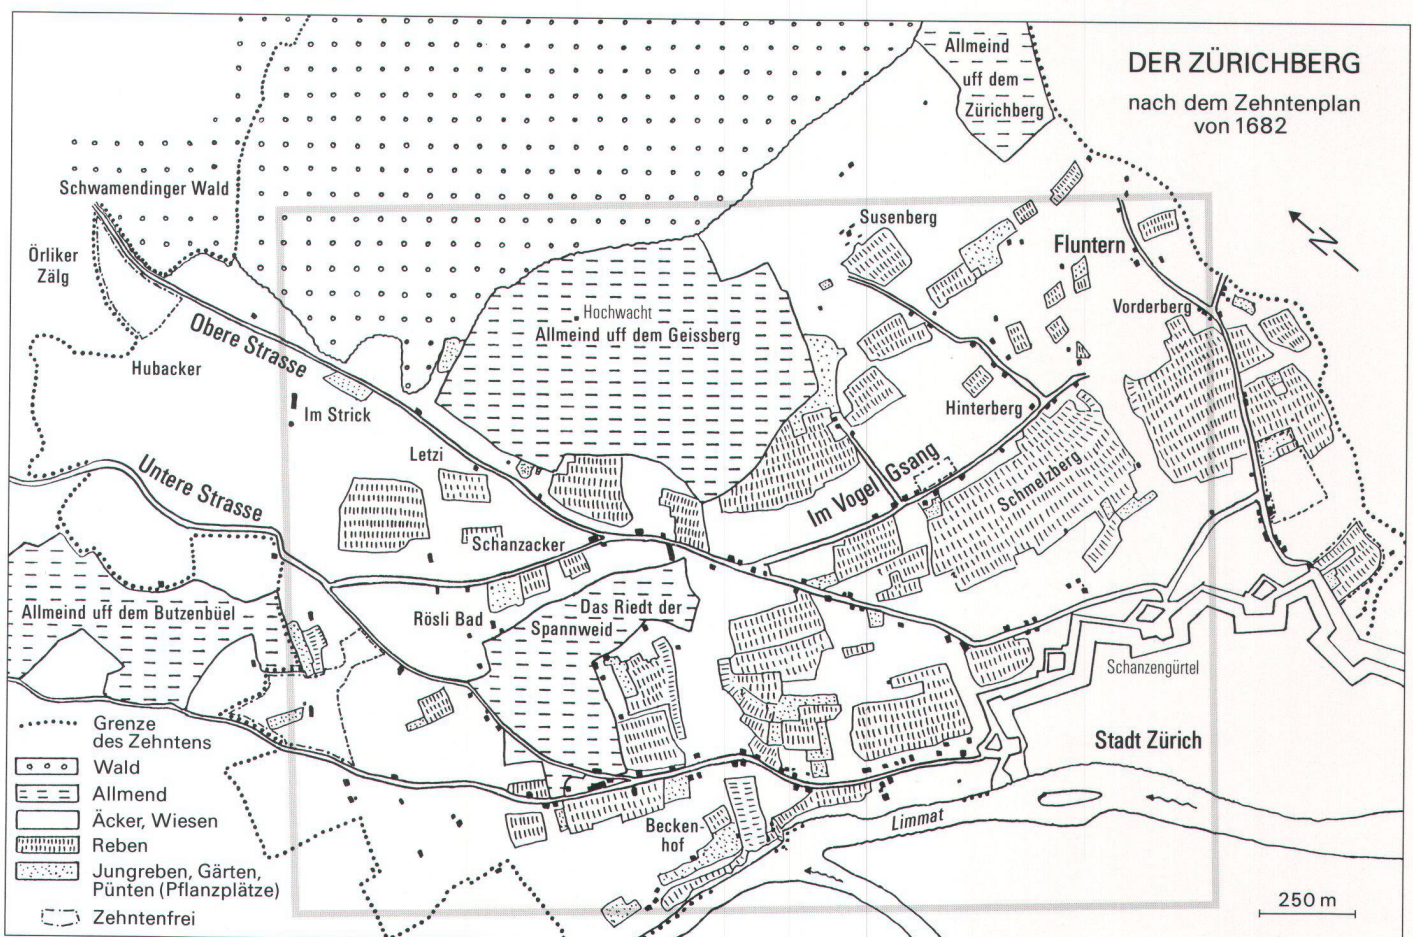 DER ZÜRICHBERG
nach dem Zehntenplan
von 1682
N
Allmeind
uff dem
Zürichberg
Schwamendinger Wald
Örliker
Zälg
Hubacker
Obere Strasse
Im Strick
Letzi
Untere Strasse
Hochwacht
Allmeind uff dem Geissberg
Susenberg
Fluntern
Vorderberg
Hinterberg
Im Vogel Gsang
Schmelzberg
Schanzacker
Rösli Bad
Das Riedt der
Spannweid
Allmeind uff dem Butzenbüel
Schanzengürtel
Stadt Zürich
Limmat
Becken-
hof
Grenze
des Zehntens
Wald
Allmend
Äcker, Wiesen
Reben
Jungreben, Gärten,
Pünten (Pflanzplätze)
Zehntenfrei
250 m